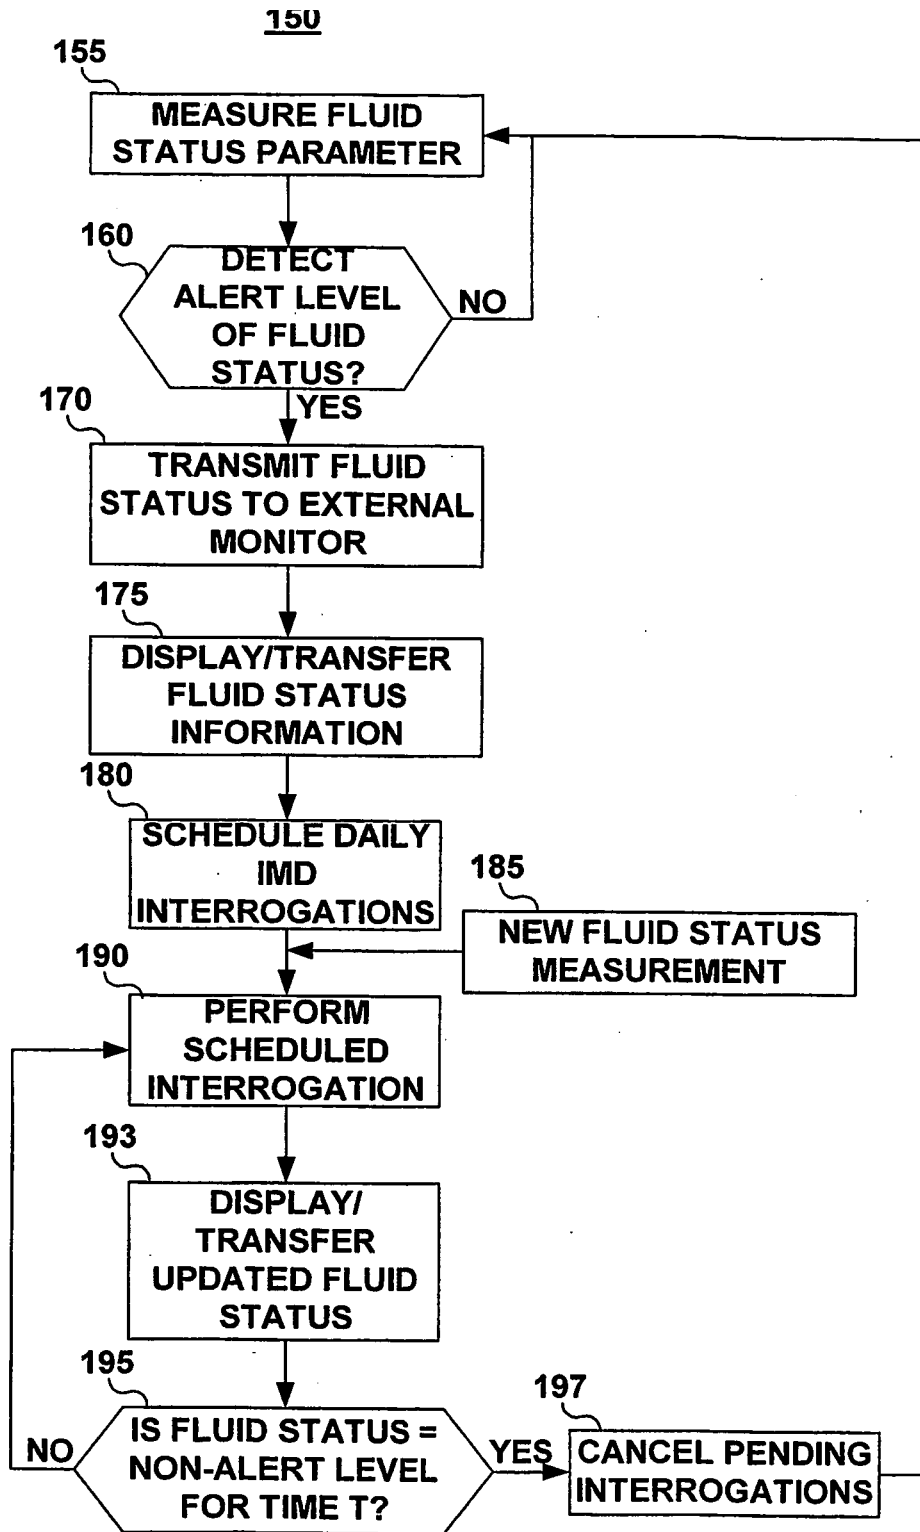 150
155
MEASURE FLUID
STATUS PARAMETER
160
DETECT
ALERT LEVEL
OF FLUID
STATUS?
NO
YES
170
TRANSMIT FLUID
STATUS TO EXTERNAL
MONITOR
175
DISPLAY/TRANSFER
FLUID STATUS
INFORMATION
180
SCHEDULE DAILY
IMD
INTERROGATIONS
185
NEW FLUID STATUS
MEASUREMENT
190
PERFORM
SCHEDULED
INTERROGATION
193
DISPLAY/
TRANSFER
UPDATED FLUID
STATUS
195
IS FLUID STATUS =
NON-ALERT LEVEL
FOR TIME T?
NO
YES
197
CANCEL PENDING
INTERROGATIONS